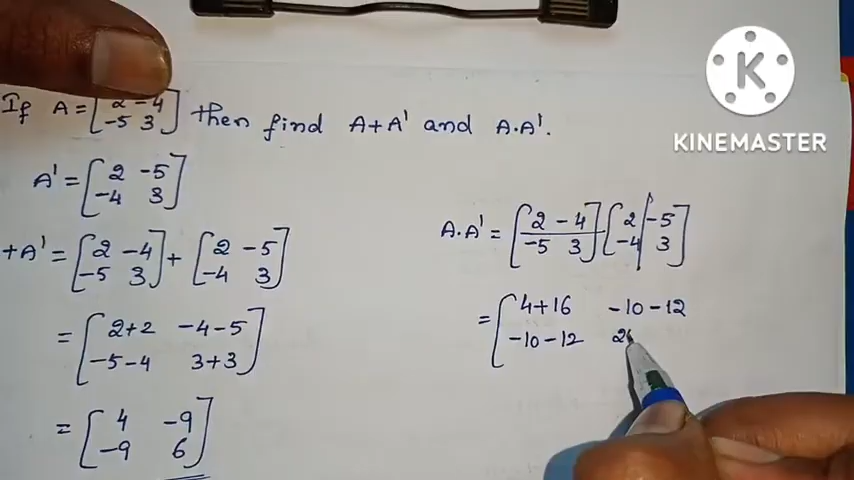 If A = [2 -4
-5 3] then find A+A' and A.A'.
A' = [2 -5
-4 3]
+A' = [2 -4
-5 3] + [2 -5
-4 3]
= [2+2 -4-5
-5-4 3+3]
= [4 -9
-9 6]
A.A' = [2 -4
-5 3] [2 -5
-4 3]
= [4+16 -10-12
-10-12
K
KINEMASTER